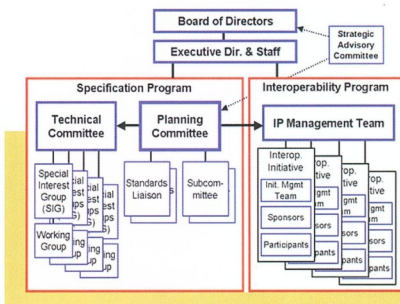 Board of Directors
Executive Dir. & Staff
Strategic
Advisory
Committee
Specification Program
Interoperability Program
Technical
Committee
Planning
Committee
IP Management Team
Special
Interest
Group
(SIG)
Working
Group
Standards
Liaison
Subcom-
mittee
Interop.
Initiative
Init. Mgmt
Team
Sponsors
Participants